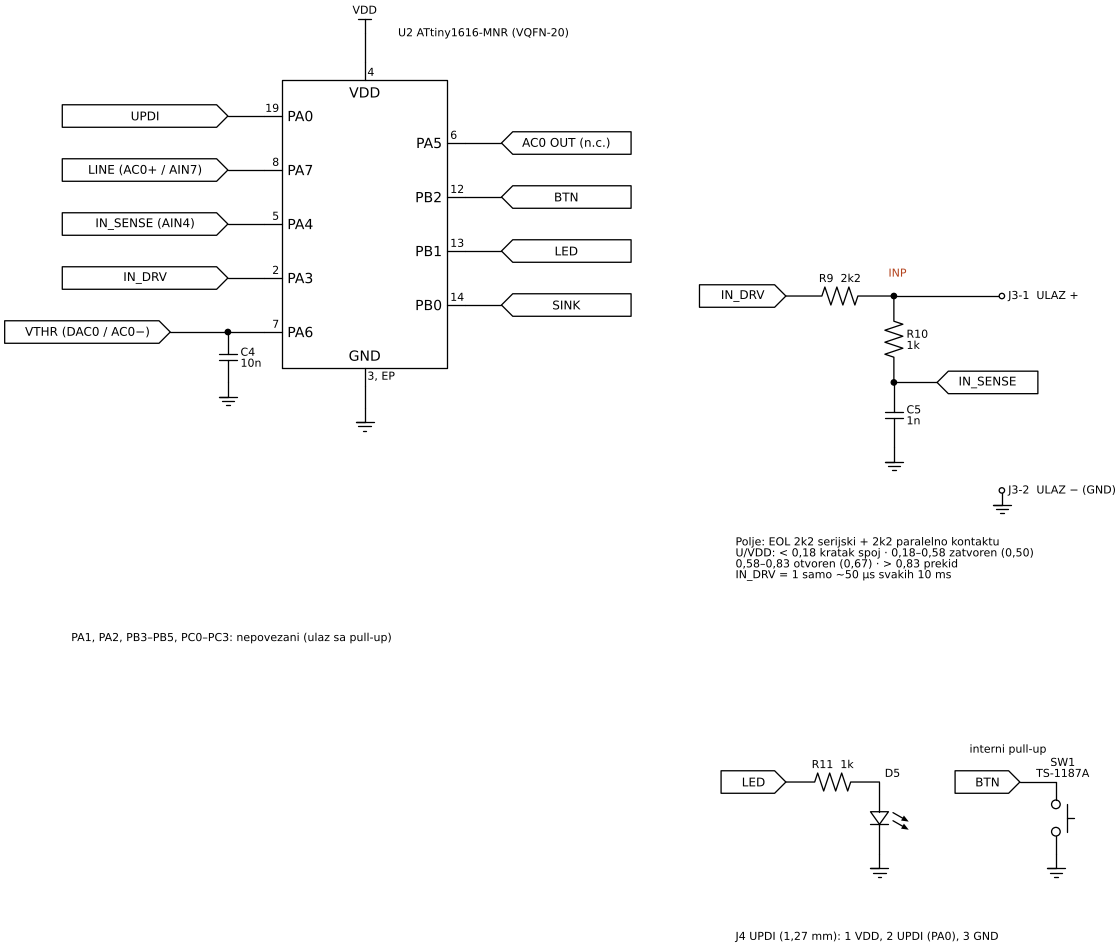 VDD
U2 ATtiny1616-MNR (VQFN-20)
4
VDD
UPDI
19
PA0
LINE (AC0+ / AIN7)
8
PA7
IN_SENSE (AIN4)
5
PA4
IN_DRV
2
PA3
VTHR (DAC0 / AC0−)
7
PA6
C4
10n
PA5
6
AC0 OUT (n.c.)
PB2
12
BTN
PB1
13
LED
PB0
14
SINK
GND
3, EP
INP
IN_DRV
R9 2k2
J3-1 ULAZ +
R10
1k
IN_SENSE
C5
1n
J3-2 ULAZ − (GND)
Polje: EOL 2k2 serijski + 2k2 paralelno kontaktu
U/VDD: < 0,18 kratak spoj · 0,18–0,58 zatvoren (0,50)
0,58–0,83 otvoren (0,67) · > 0,83 prekid
IN_DRV = 1 samo ~50 µs svakih 10 ms
PA1, PA2, PB3–PB5, PC0–PC3: nepovezani (ulaz sa pull-up)
LED
R11 1k
D5
interni pull-up
SW1
TS-1187A
BTN
J4 UPDI (1,27 mm): 1 VDD, 2 UPDI (PA0), 3 GND